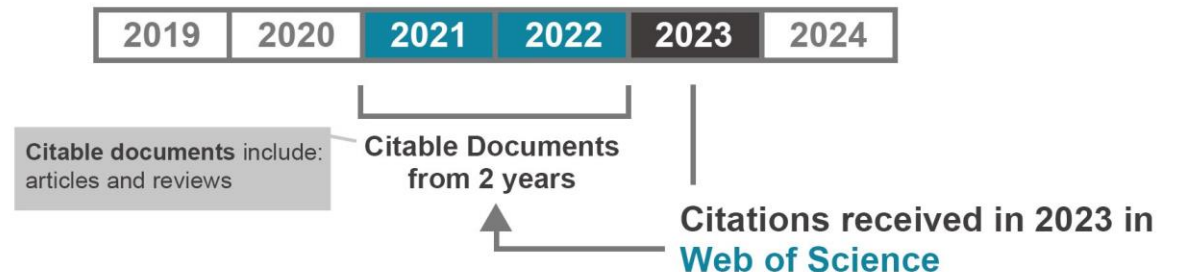 2019 2020 2021 2022 2023 2024
Citable documents include:
articles and reviews
Citable Documents
from 2 years
Citations received in 2023 in
Web of Science